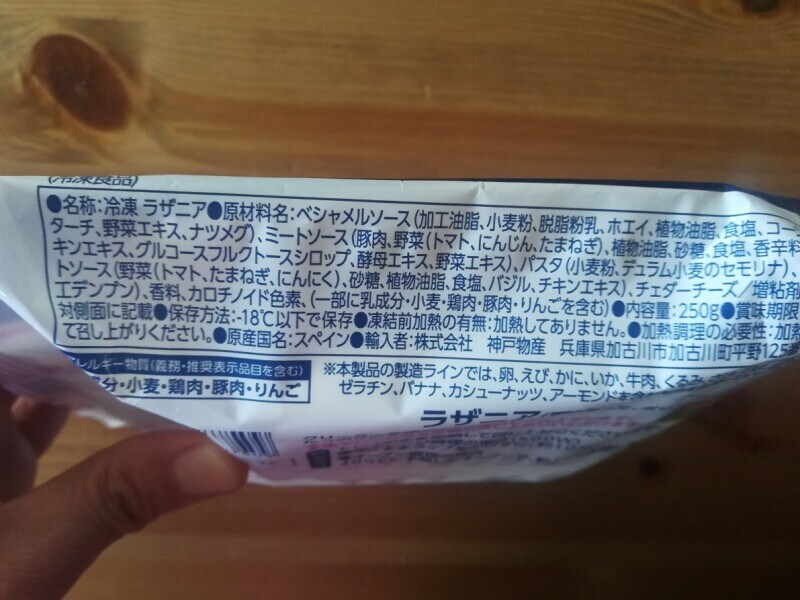 (冷凍食品)
●名称:冷凍 ラザニア●原材料名:ベシャメルソース(加工油脂、小麦粉、脱脂粉乳、ホエイ、植物油脂、食塩、コー
ターチ、野菜エキス、ナツメグ)、ミートソース(豚肉、野菜(トマト、にんじん、たまねぎ)、植物油脂、砂糖、食塩、香辛料
キンエキス、グルコースフルクトースシロップ、酵母エキス、野菜エキス)、パスタ(小麦粉、デュラム小麦のセモリナ)、
トソース(野菜(トマト、たまねぎ、にんにく)、砂糖、植物油脂、食塩、バジル、チキンエキス)、チェダーチーズ/増粘剤
エデンプン)、香料、カロチノイド色素、(一部に乳成分・小麦・鶏肉・豚肉・りんごを含む)●内容量:250g●賞味期限
対側面に記載●保存方法:-18℃以下で保存●凍結前加熱の有無:加熱してありません。●加熱調理の必要性:加熱
て召し上がりください。●原産国名:スペイン●輸入者:株式会社 神戸物産 兵庫県加古川市加古川町平野125番
レルギー物質(義務・推奨表示品目を含む)
分・小麦・鶏肉・豚肉・りんご
※本製品の製造ラインでは、卵、えび、かに、いか、牛肉、くるみ
ゼラチン、バナナ、カシューナッツ、アーモンドを含
ラザニア